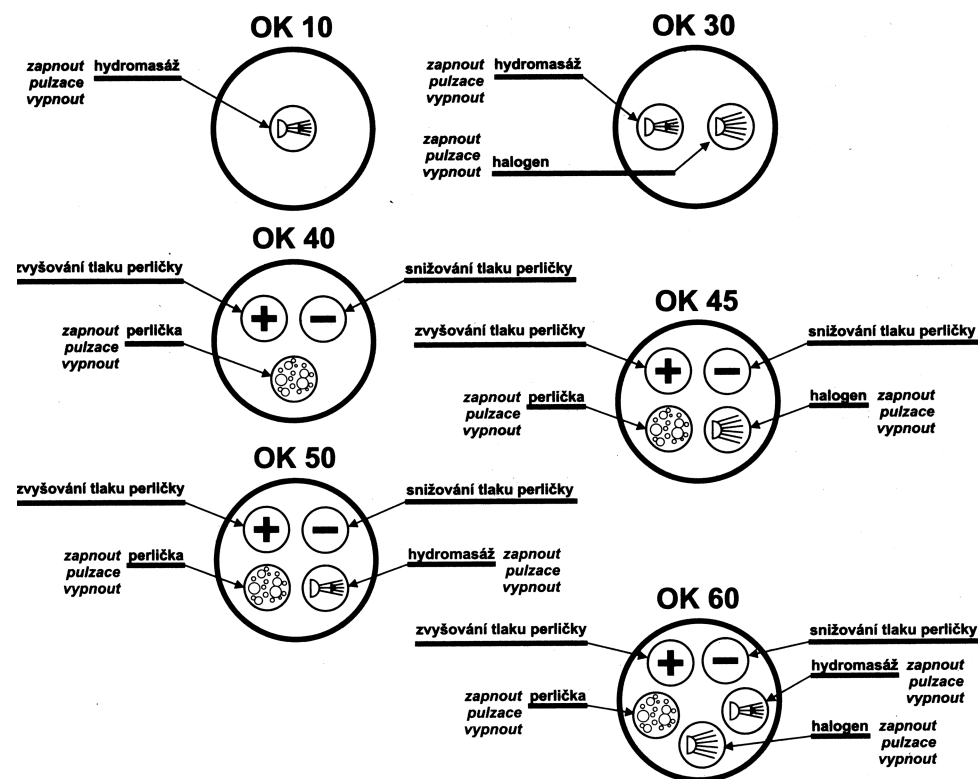 OK 10
zapnout hydromasáž
pulzace
vypnout
OK 30
zapnout hydromasáž
pulzace
vypnout
zapnout
pulzace
vypnout halogen
OK 40
zvyšování tlaku perličky
snižování tlaku perličky
zapnout perlička
pulzace
vypnout
OK 45
zvyšování tlaku perličky
snižování tlaku perličky
zapnout perlička
pulzace
vypnout
halogen zapnout
pulzace
vypnout
OK 50
zvyšování tlaku perličky
snižování tlaku perličky
zapnout perlička
pulzace
vypnout
hydromasáž zapnout
pulzace
vypnout
OK 60
zvyšování tlaku perličky
snižování tlaku perličky
hydromasáž zapnout
pulzace
vypnout
zapnout perlička
pulzace
vypnout
halogen zapnout
pulzace
vypnout